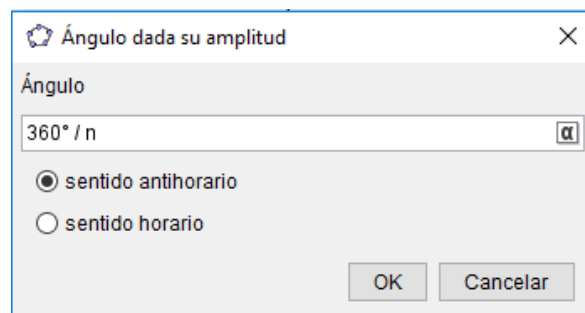 Ángulo dada su amplitud
Ángulo
360° / n
α
sentido antihorario
sentido horario
OK
Cancelar